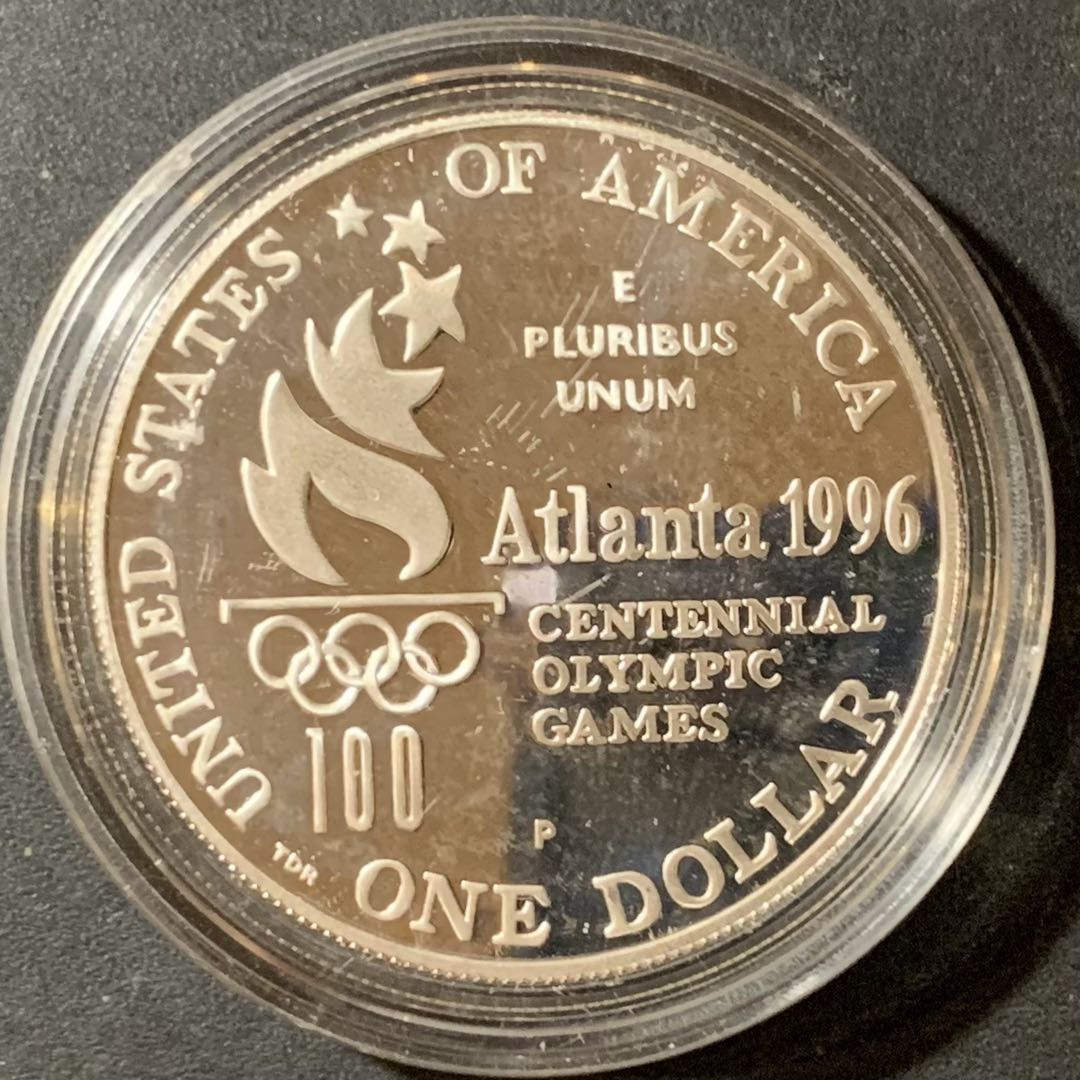 UNITED STATES OF AMERICA
E
PLURIBUS
UNUM
Atlanta 1996
CENTENNIAL
OLYMPIC
GAMES
100
P
TDR
ONE DOLLAR